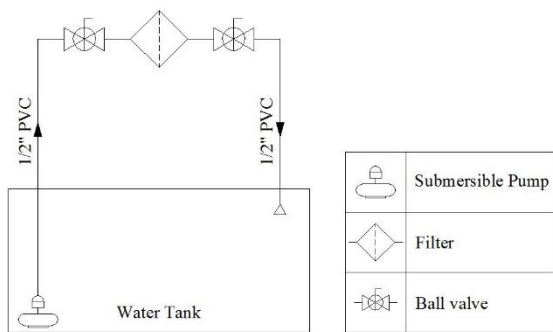 1/2" PVC
1/2" PVC
Water Tank
Submersible Pump
Filter
Ball valve